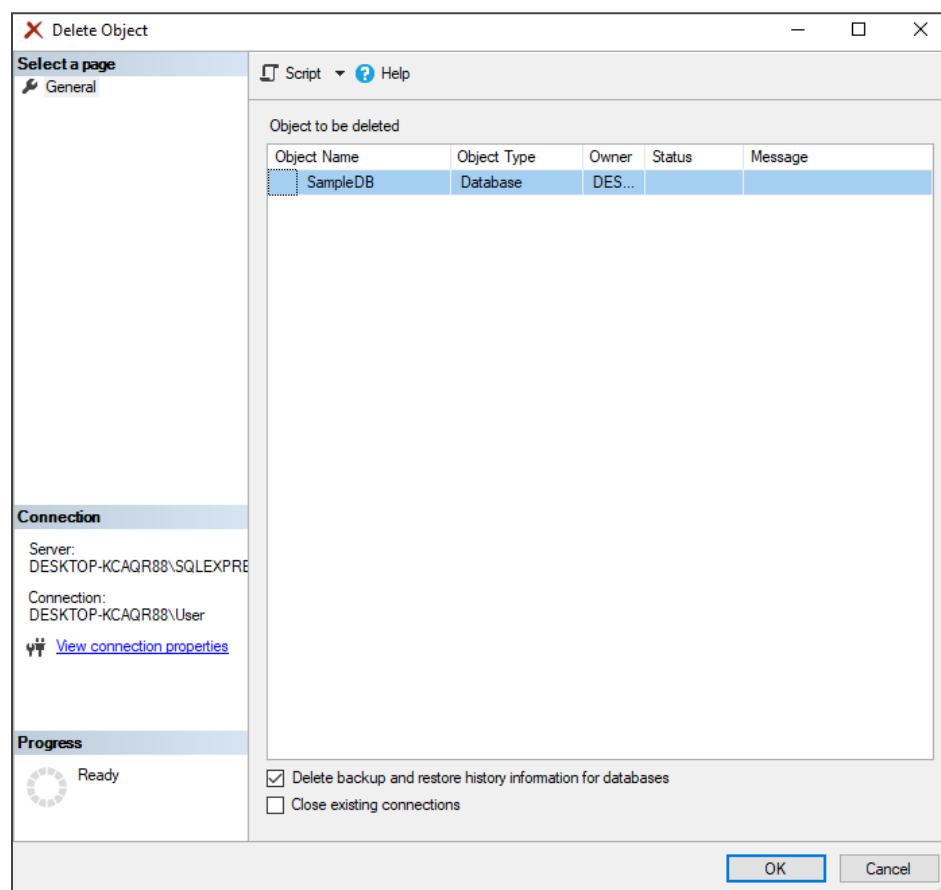 Delete Object
Select a page
General
Script Help
Object to be deleted
Object Name Object Type Owner Status Message
SampleDB Database DES...
Connection
Server:
DESKTOP-KCAQR88\SQLEXPRE
Connection:
DESKTOP-KCAQR88\User
View connection properties
Progress
Ready
Delete backup and restore history information for databases
Close existing connections
OK Cancel